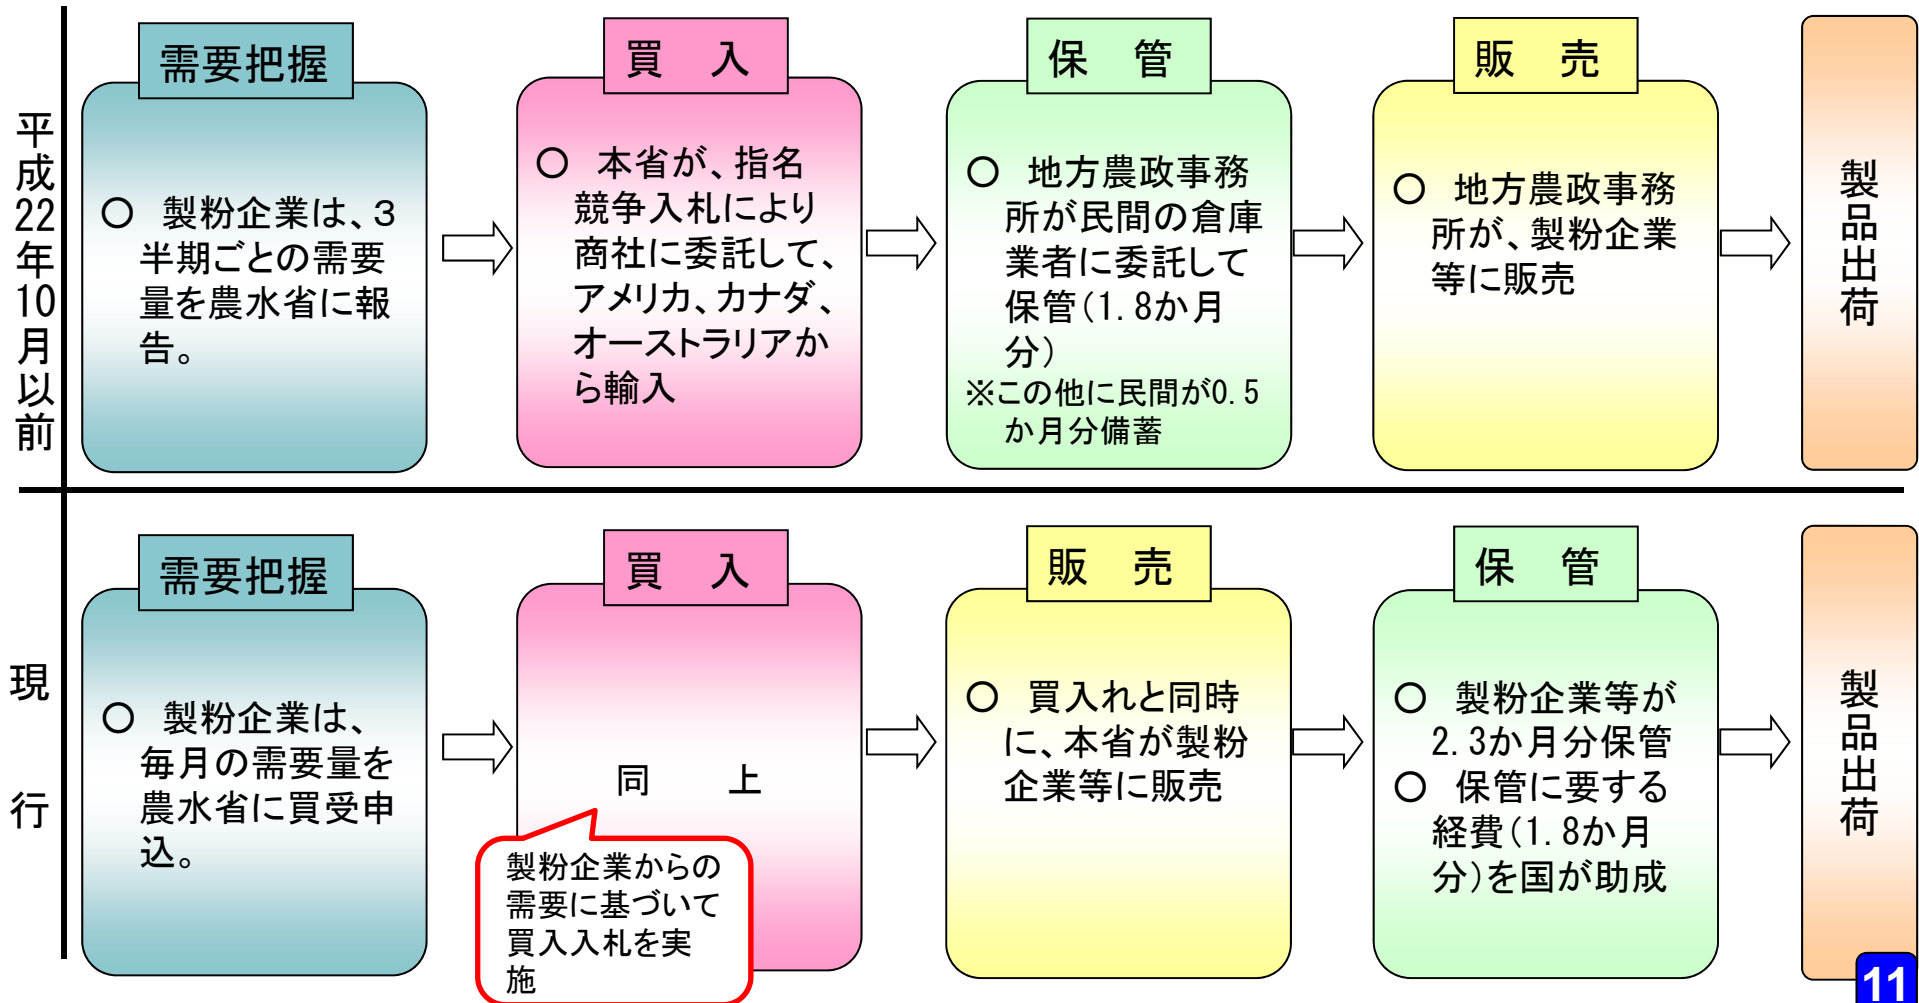 平成22年10月以前
需要把握
○ 製粉企業は、３
半期ごとの需要
量を農水省に報
告。
買 入
○ 本省が、指名
競争入札により
商社に委託して、
アメリカ、カナダ、
オーストラリアか
ら輸入
保 管
○ 地方農政事務
所が民間の倉庫
業者に委託して
保管（1.8か月
分）
※この他に民間が0.5
か月分備蓄
販 売
○ 地方農政事務
所が、製粉企業
等に販売
製品出荷
現行
需要把握
○ 製粉企業は、
毎月の需要量を
農水省に買受申
込。
買 入
同 上
製粉企業からの
需要に基づいて
買入入札を実
施
販 売
○ 買入れと同時
に、本省が製粉
企業等に販売
保 管
○ 製粉企業等が
2.3か月分保管
○ 保管に要する
経費（1.8か月
分）を国が助成
製品出荷
11